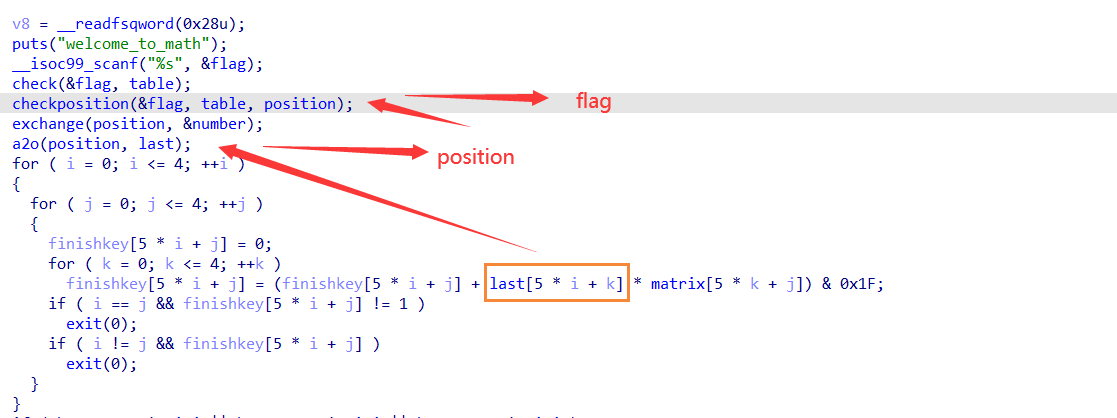 v8 = __readfsqword(0x28u);
puts("welcome_to_math");
__isoc99_scanf("%s", &flag);
check(&flag, table);
checkposition(&flag, table, position);
flag
exchange(position, &number);
a2o(position, last);
position
for ( i = 0; i <= 4; ++i )
{
for ( j = 0; j <= 4; ++j )
{
finishkey[5 * i + j] = 0;
for ( k = 0; k <= 4; ++k )
finishkey[5 * i + j] = (finishkey[5 * i + j] + last[5 * i + k] * matrix[5 * k + j]) & 0x1F;
if ( i == j && finishkey[5 * i + j] != 1 )
exit(0);
if ( i != j && finishkey[5 * i + j] )
exit(0);
}
}